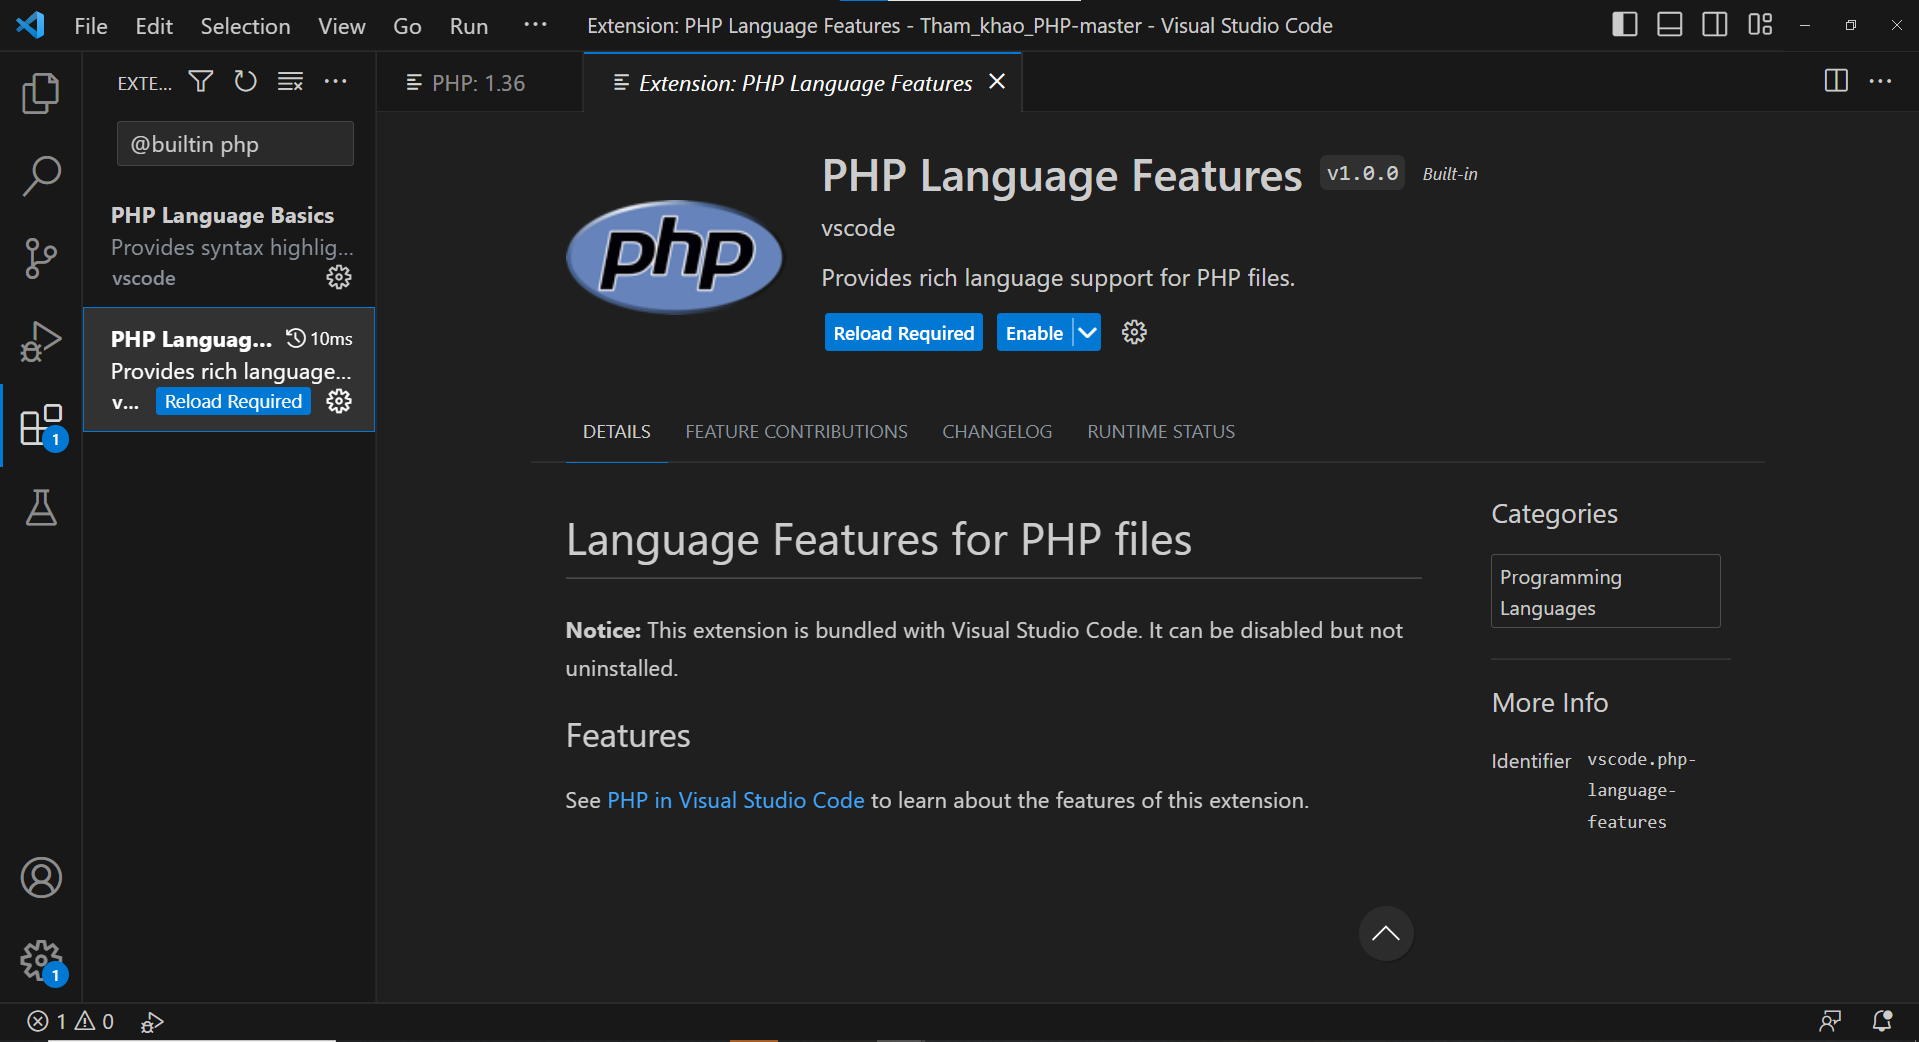 File Edit Selection View Go Run ··· Extension: PHP Language Features - Tham_khao_PHP-master - Visual Studio Code
EXTE...
@builtin php
PHP Language Basics
Provides syntax highlig...
vscode
PHP Languag... 10ms
Provides rich language...
v... Reload Required
1
1
PHP: 1.36
Extension: PHP Language Features
php
PHP Language Features v1.0.0 Built-in
vscode
Provides rich language support for PHP files.
Reload Required Enable
DETAILS FEATURE CONTRIBUTIONS CHANGELOG RUNTIME STATUS
Language Features for PHP files
Notice: This extension is bundled with Visual Studio Code. It can be disabled but not
uninstalled.
Features
See PHP in Visual Studio Code to learn about the features of this extension.
Categories
Programming
Languages
More Info
Identifier vscode.php-
language-
features
1 0